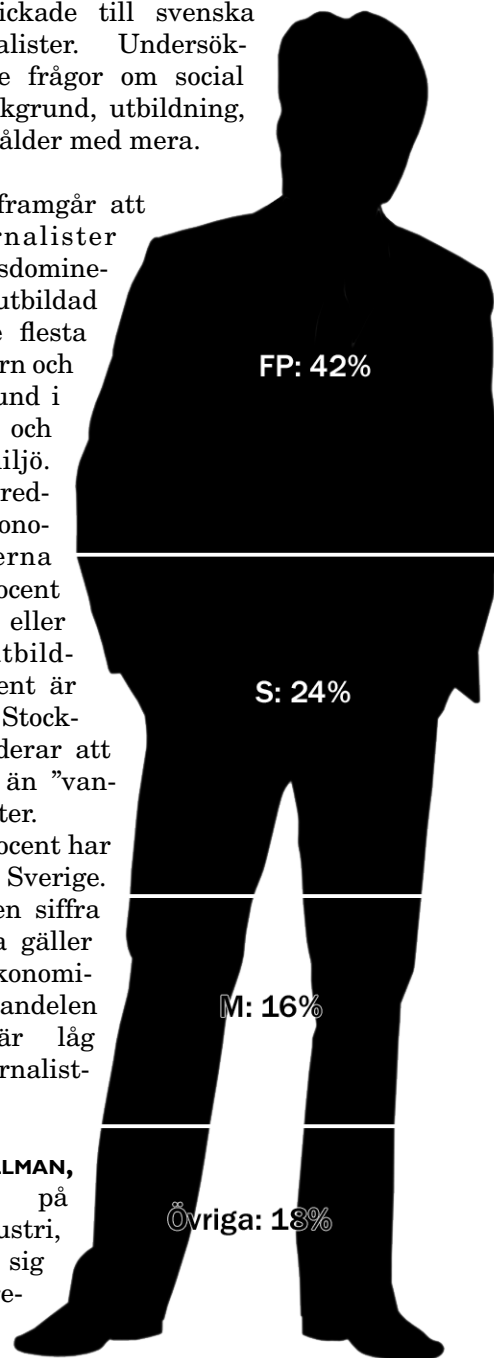 ickade till svenska
alister. Undersök-
e frågor om social
kgrund, utbildning,
ålder med mera.
framgår att
rnalister
sdomine-
utbildad
e flesta
rn och
und i
och
iljö.
red-
ono-
erna
ocent
eller
tbild-
ent är
Stock-
derar att
än ”van-
ter.
ocent har
Sverige.
en siffra
a gäller
konomi-
andelen
är låg
rnalist-
LLMAN,
på
ustri,
sig
re-
FP: 42%
S: 24%
M: 16%
Övriga: 18%